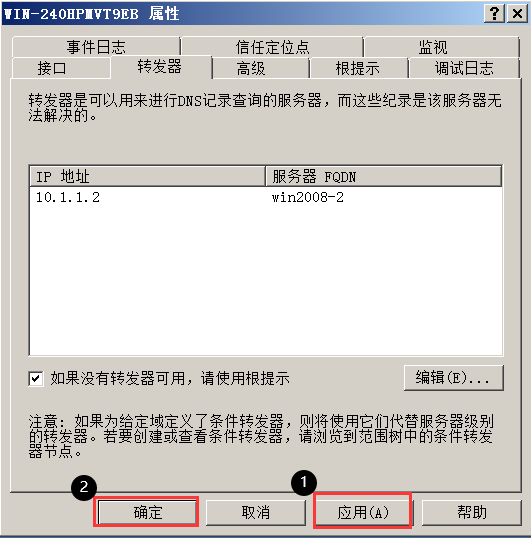 WIN-240HPMVT9EB 属性
事件日志 信任定位点 监视
接口 转发器 高级 根提示 调试日志
转发器是可以用来进行DNS记录查询的服务器，而这些纪录是该服务器无
法解决的。
IP 地址 服务器 FQDN
10.1.1.2 win2008-2
如果没有转发器可用，请使用根提示 编辑(E)...
注意: 如果为给定域定义了条件转发器，则将使用它们代替服务器级别
的转发器。若要创建或查看条件转发器，请浏览到范围树中的条件转发
器节点。
2 1
确定 取消 应用(A) 帮助